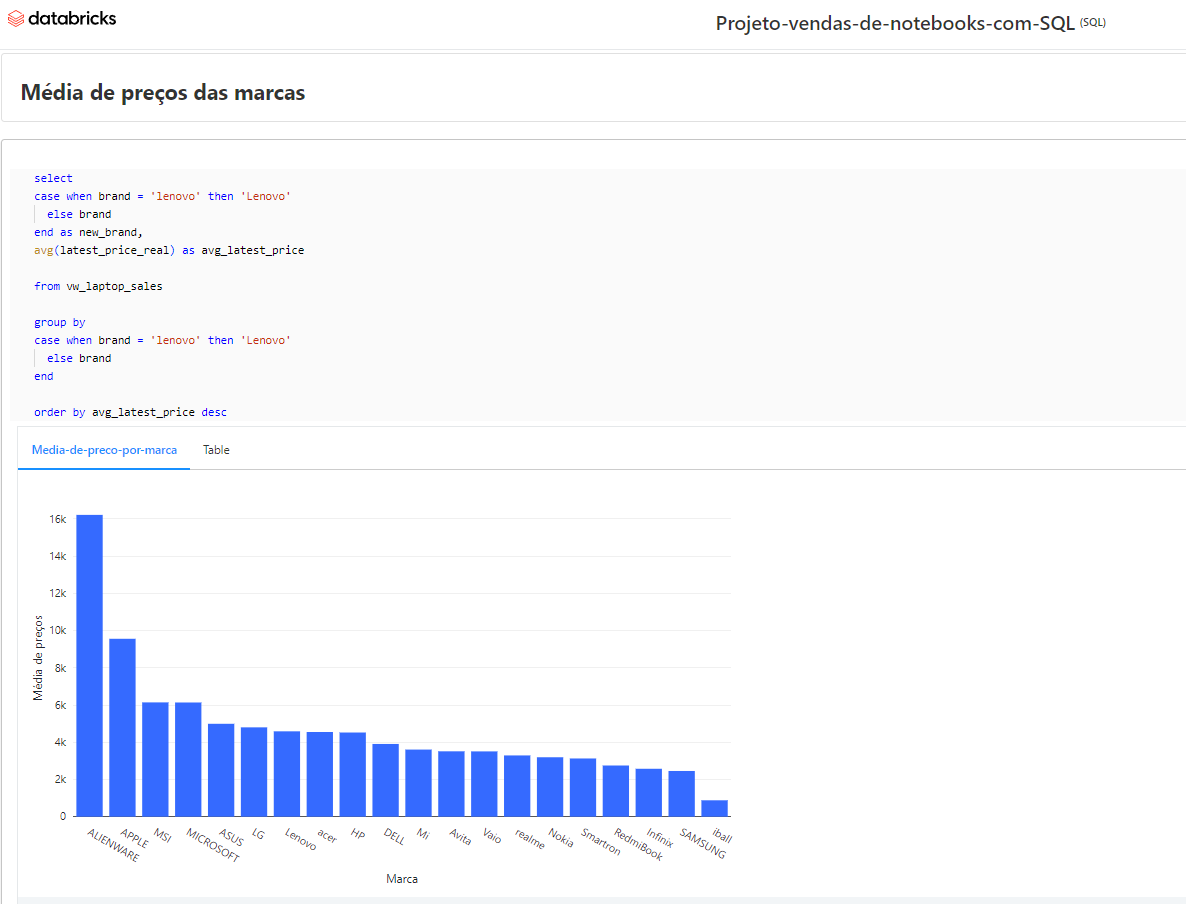 databricks
Projeto-vendas-de-notebooks-com-SQL (SQL)
Média de preços das marcas
select
case when brand = 'lenovo' then 'Lenovo'
else brand
end as new_brand,
avg(latest_price_real) as avg_latest_price
from vw_laptop_sales
group by
case when brand = 'lenovo' then 'Lenovo'
else brand
end
order by avg_latest_price desc
Media-de-preco-por-marca Table
16k
14k
12k
10k
8k
6k
4k
2k
0
Média de preços
ALIENWARE
APPLE
MSI
MICROSOFT
ASUS
LG
Lenovo
acer
HP
DELL
Mi
Avita
Vaio
realme
Nokia
Smartron
RedmiBook
Infinix
SAMSUNG
iball
Marca